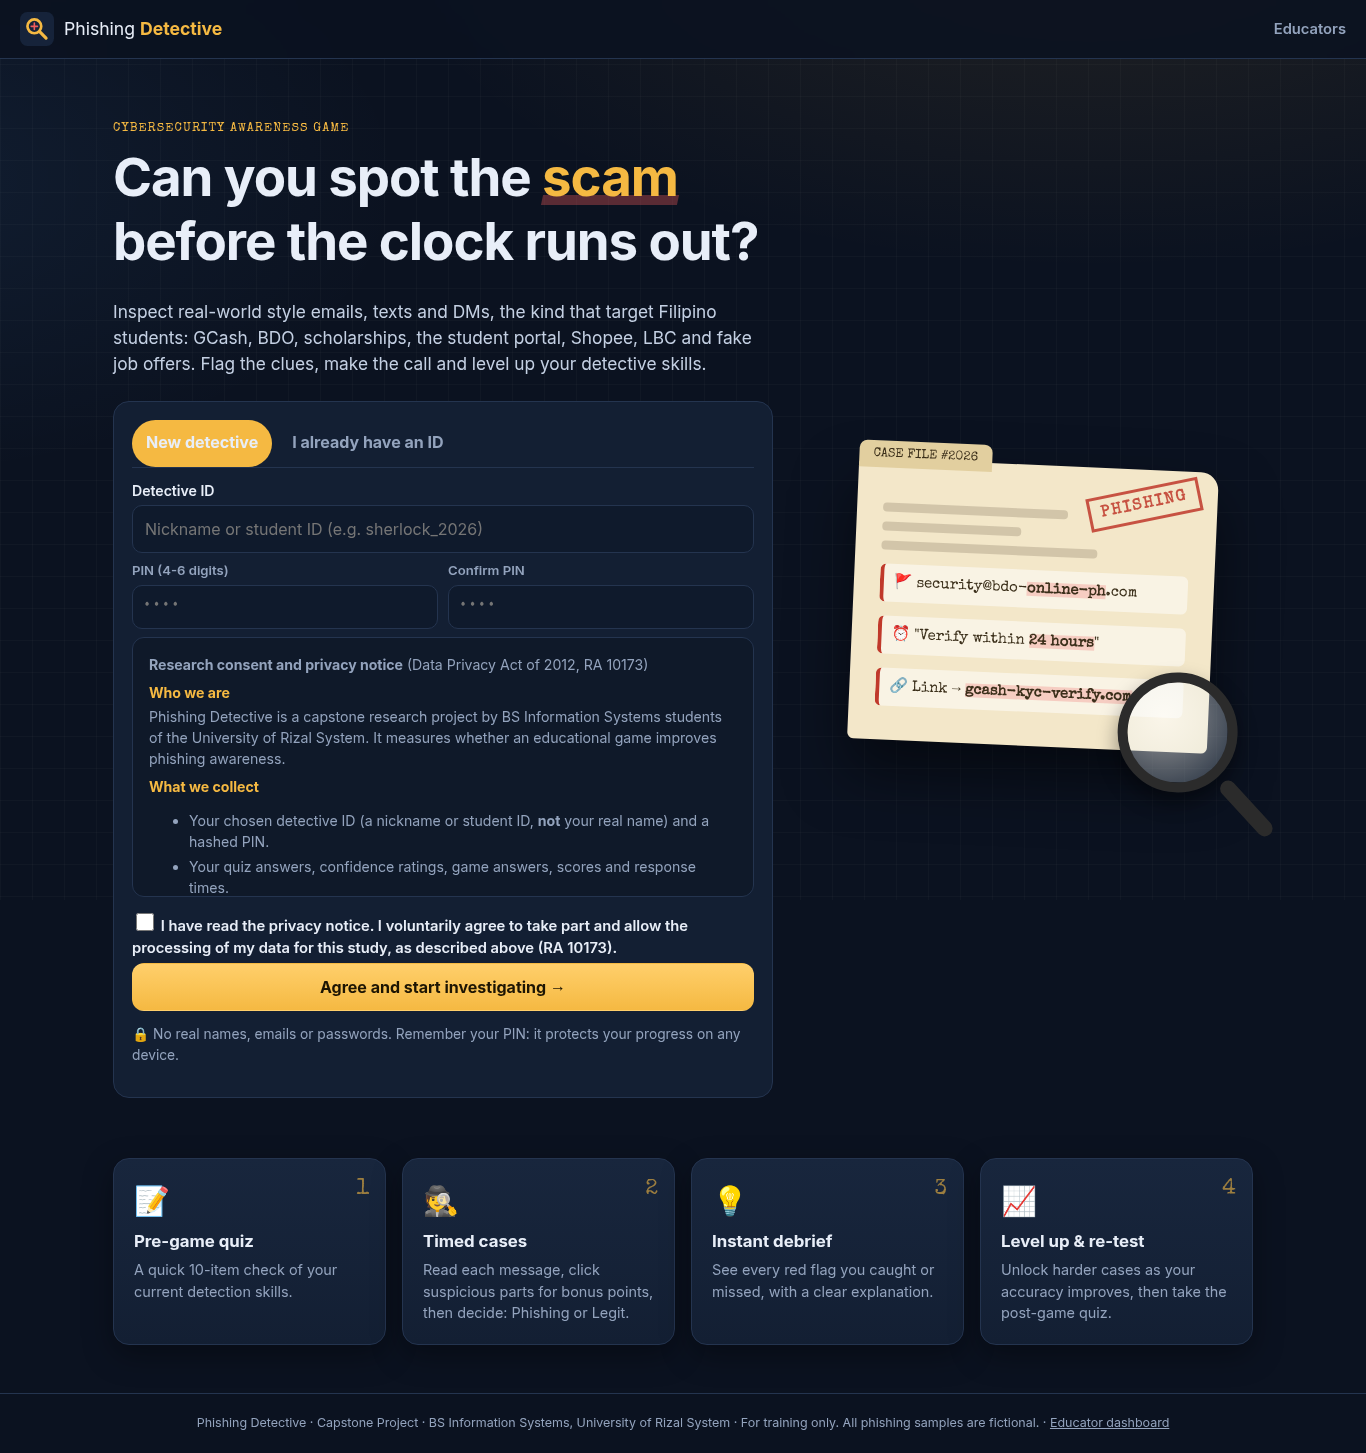 Phishing Detective
Educators
CYBERSECURITY AWARENESS GAME
Can you spot the scam
before the clock runs out?
Inspect real-world style emails, texts and DMs, the kind that target Filipino
students: GCash, BDO, scholarships, the student portal, Shopee, LBC and fake
job offers. Flag the clues, make the call and level up your detective skills.
New detective
I already have an ID
Detective ID
Nickname or student ID (e.g. sherlock_2026)
PIN (4-6 digits)
Confirm PIN
••••
••••
Research consent and privacy notice (Data Privacy Act of 2012, RA 10173)
Who we are
Phishing Detective is a capstone research project by BS Information Systems students
of the University of Rizal System. It measures whether an educational game improves
phishing awareness.
What we collect
• Your chosen detective ID (a nickname or student ID, not your real name) and a
hashed PIN.
• Your quiz answers, confidence ratings, game answers, scores and response
times.
I have read the privacy notice. I voluntarily agree to take part and allow the
processing of my data for this study, as described above (RA 10173).
Agree and start investigating →
🔒 No real names, emails or passwords. Remember your PIN: it protects your progress on any
device.
CASE FILE #2026
PHISHING
🚩 security@bdo-online-ph.com
⏰ "Verify within 24 hours"
🔗 Link → gcash-kyc-verify.com
1
Pre-game quiz
A quick 10-item check of your
current detection skills.
2
Timed cases
Read each message, click
suspicious parts for bonus points,
then decide: Phishing or Legit.
3
Instant debrief
See every red flag you caught or
missed, with a clear explanation.
4
Level up & re-test
Unlock harder cases as your
accuracy improves, then take the
post-game quiz.
Phishing Detective · Capstone Project · BS Information Systems, University of Rizal System · For training only. All phishing samples are fictional. · Educator dashboard